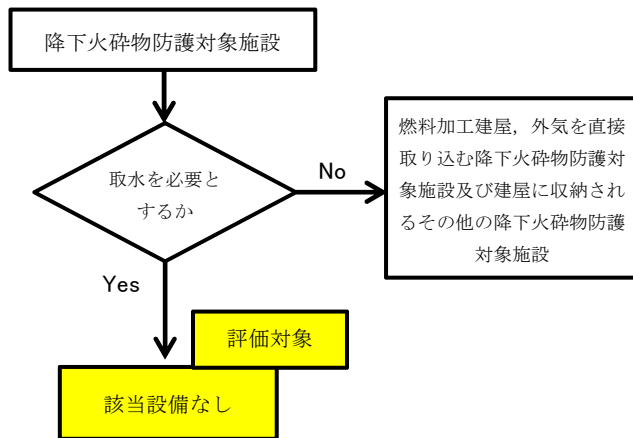 降下火砕物防護対象施設
取水を必要と
するか
No
燃料加工建屋，外気を直接
取り込む降下火砕物防護対
象施設及び建屋に収納され
るその他の降下火砕物防護
対象施設
Yes
評価対象
該当設備なし